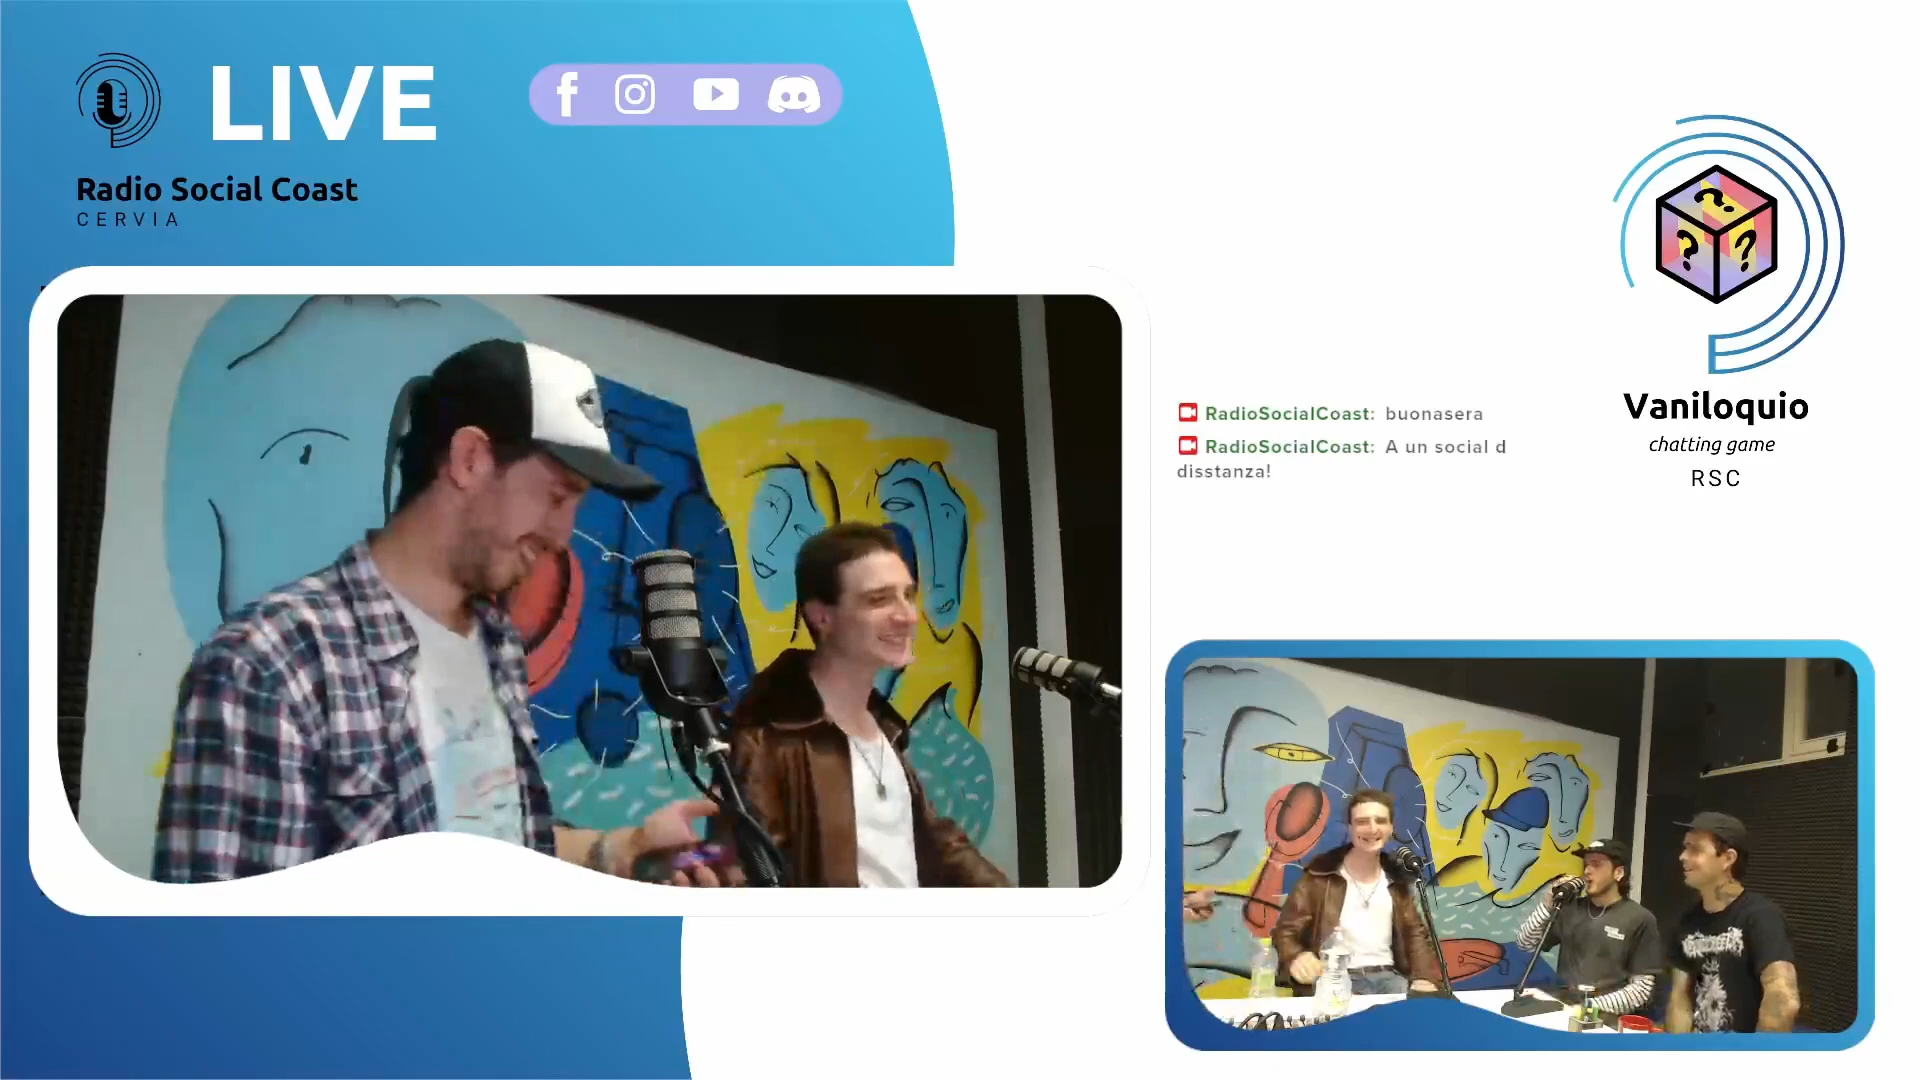 LIVE
Radio Social Coast
CERVIA
RadioSocialCoast: buonasera
RadioSocialCoast: A un social d
disstanza!
? ? ?
Vaniloquio
chatting game
RSC